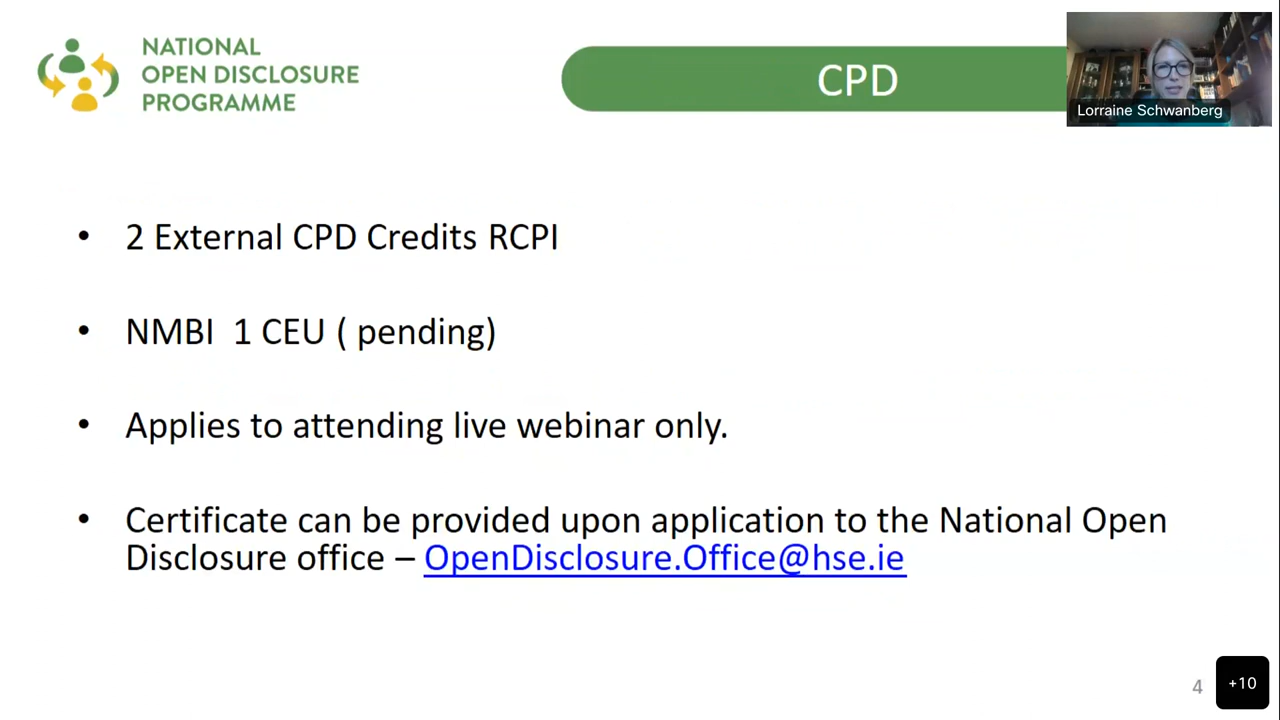 NATIONAL
OPEN DISCLOSURE
PROGRAMME
CPD
Lorraine Schwanberg
• 2 External CPD Credits RCPI
• NMBI  1 CEU ( pending)
• Applies to attending live webinar only.
• Certificate can be provided upon application to the National Open
Disclosure office – OpenDisclosure.Office@hse.ie
4
+10